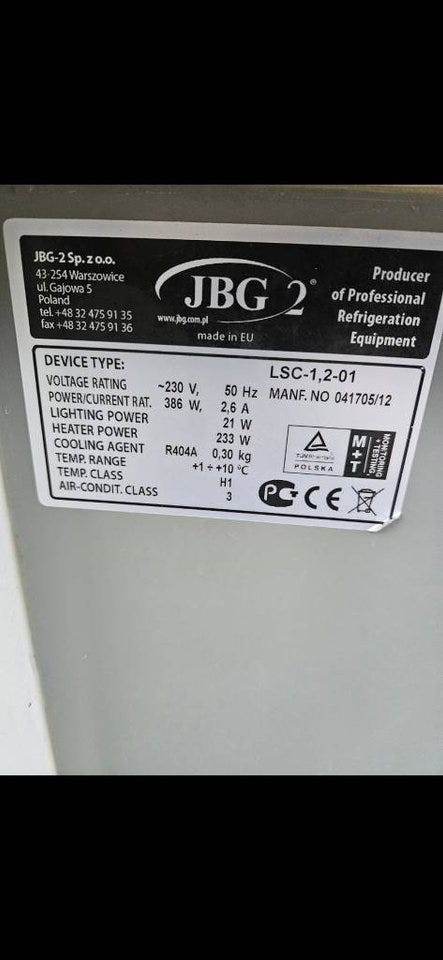 JBG-2 Sp. z o.o.
43-254 Warszowice
ul. Gajowa 5
Poland
tel. +48 32 475 91 35
fax +48 32 475 91 36
JBG 2®
www.jbg.com.pl
made in EU
Producer
of Professional
Refrigeration
Equipment
DEVICE TYPE: LSC-1,2-01
VOLTAGE RATING ~230 V, 50 Hz MANF. NO 041705/12
POWER/CURRENT RAT. 386 W, 2,6 A
LIGHTING POWER 21 W
HEATER POWER 233 W
COOLING AGENT R404A 0,30 kg
TEMP. RANGE +1 ÷ +10 °C
TEMP. CLASS H1
AIR-CONDIT. CLASS 3
POLSKA
M+T
MONITORING
+ TESTING
CE